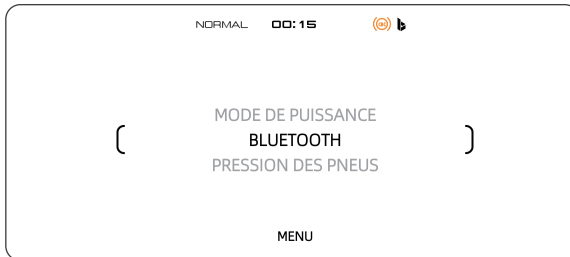 NORMAL 00:15
MODE DE PUISSANCE
BLUETOOTH
PRESSION DES PNEUS
MENU